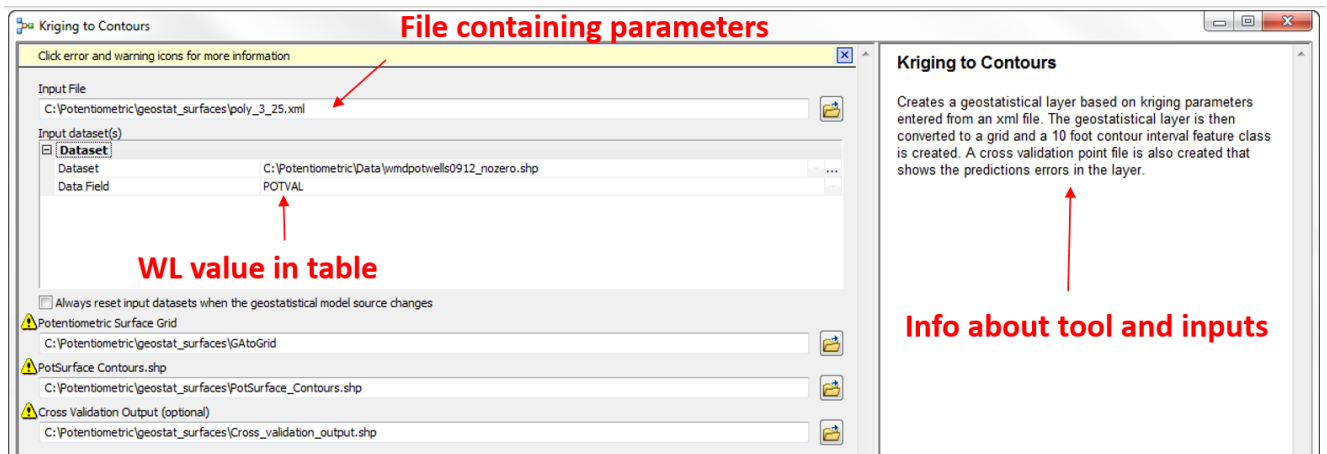 Kriging to Contours
File containing parameters
Click error and warning icons for more information
Input File
C:\Potentiometric\geostat_surfaces\poly_3_25.xml
Input dataset(s)
Dataset
Dataset C:\Potentiometric\Data\wmdpotwells0912_nozero.shp ...
Data Field POTVAL
WL value in table
Always reset input datasets when the geostatistical model source changes
Potentiometric Surface Grid
C:\Potentiometric\geostat_surfaces\GAtoGrid
PotSurface Contours.shp
C:\Potentiometric\geostat_surfaces\PotSurface_Contours.shp
Cross Validation Output (optional)
C:\Potentiometric\geostat_surfaces\Cross_validation_output.shp
Kriging to Contours
Creates a geostatistical layer based on kriging parameters
entered from an xml file. The geostatistical layer is then
converted to a grid and a 10 foot contour interval feature class
is created. A cross validation point file is also created that
shows the predictions errors in the layer.
Info about tool and inputs